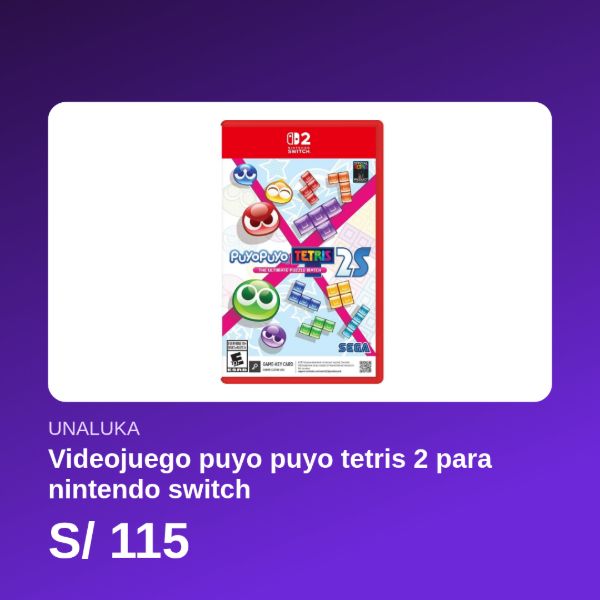 2
NINTENDO
SWITCH
PuyoPuyo TETRIS 2S
THE ULTIMATE PUZZLE MATCH
SEGA
E
GAME-KEY CARD
UNALUKA
Videojuego puyo puyo tetris 2 para
nintendo switch
S/ 115